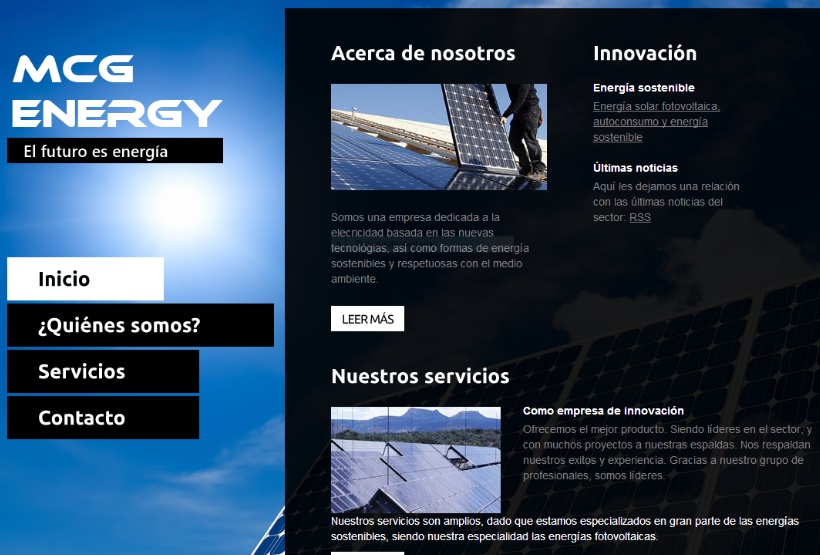 MCG
ENERGY
El futuro es energía
Inicio
¿Quiénes somos?
Servicios
Contacto
Acerca de nosotros
Somos una empresa dedicada a la
elecricidad basada en las nuevas
tecnológias, así como formas de energía
sostenibles y respetuosas con el medio
ambiente.
LEER MÁS
Innovación
Energía sostenible
Energía solar fotovoltaica,
autoconsumo y energía
sostenible
Últimas noticias
Aquí les dejamos una relación
con las últimas noticias del
sector: RSS
Nuestros servicios
Como empresa de innovación
Ofrecemos el mejor producto. Siendo líderes en el sector, y
con muchos proyectos a nuestras espaldas. Nos respaldan
nuestros exitos y experiencia. Gracias a nuestro grupo de
profesionales, somos líderes.
Nuestros servicios son amplios, dado que estamos especializados en gran parte de las energías
sostenibles, siendo nuestra especialidad las energías fotovoltaicas.